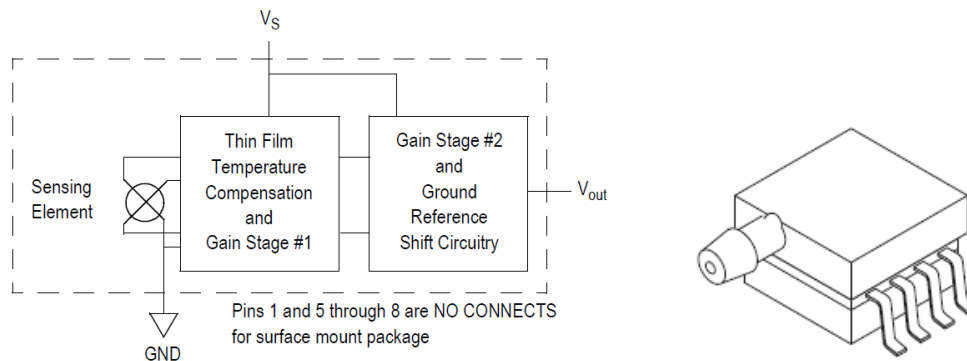 VS
Sensing
Element
Thin Film
Temperature
Compensation
and
Gain Stage #1
Gain Stage #2
and
Ground
Reference
Shift Circuitry
Vout
Pins 1 and 5 through 8 are NO CONNECTS
for surface mount package
GND